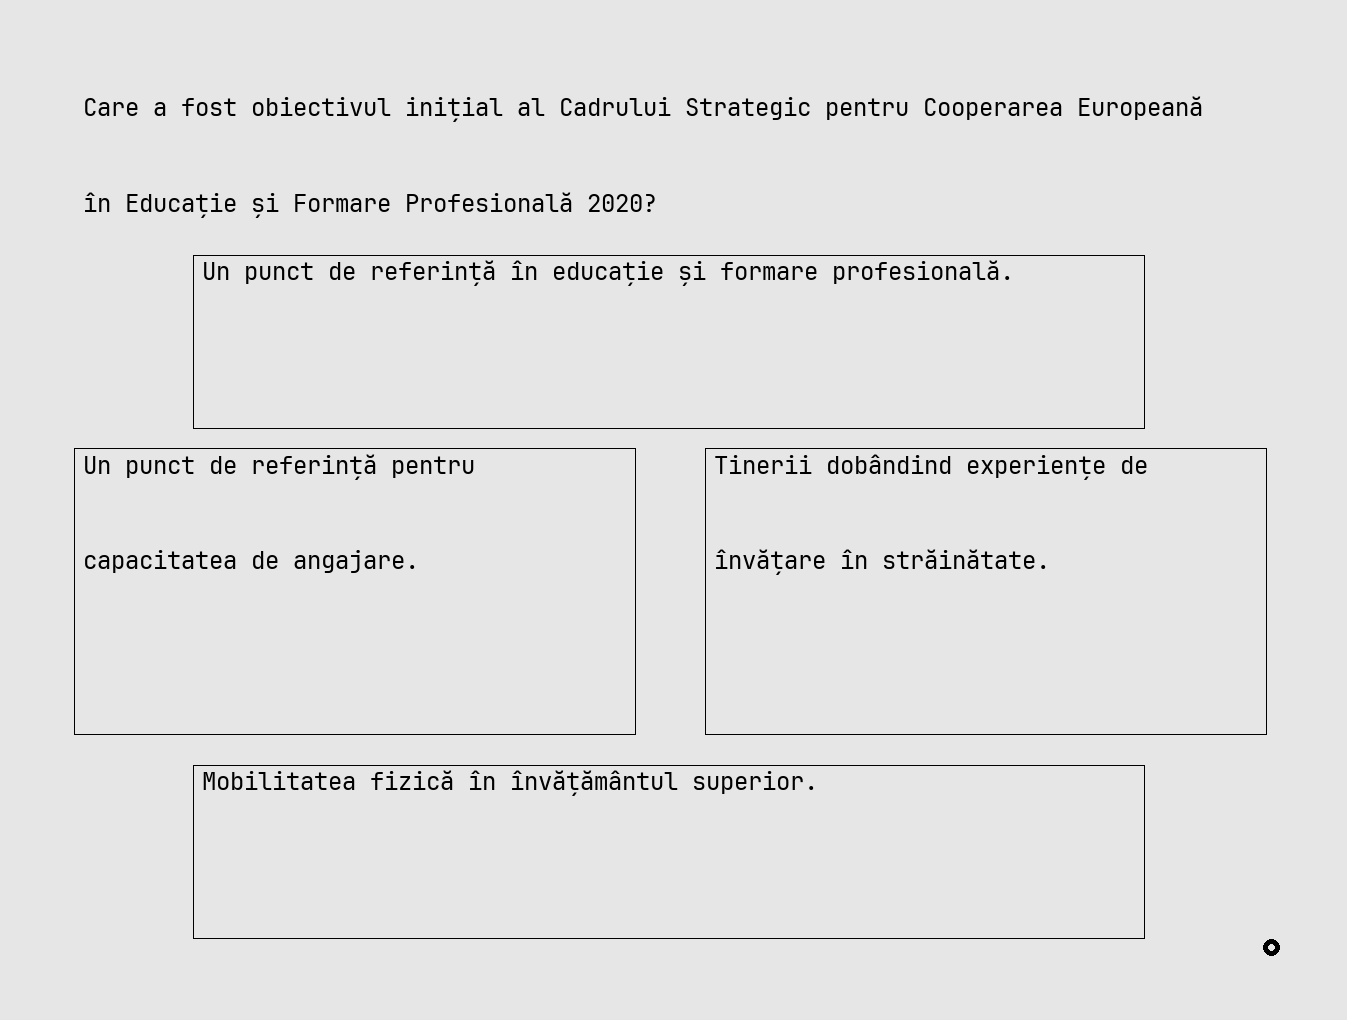 Care a fost obiectivul inițial al Cadrului Strategic pentru Cooperarea Europeană
în Educație și Formare Profesională 2020?
Un punct de referință în educație și formare profesională.
Un punct de referință pentru
capacitatea de angajare.
Tinerii dobândind experiențe de
învățare în străinătate.
Mobilitatea fizică în învățământul superior.